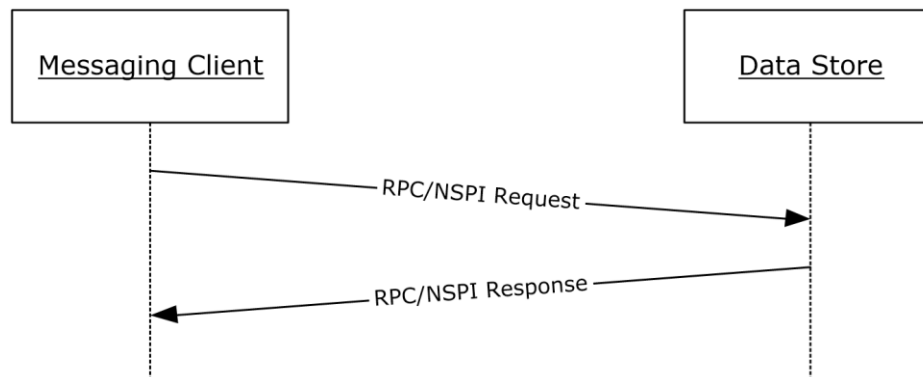 Messaging Client
Data Store
RPC/NSPI Request
RPC/NSPI Response